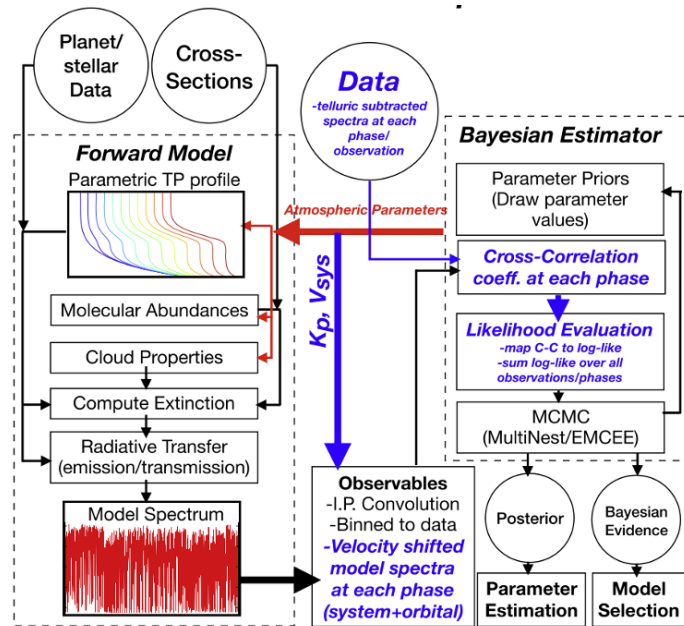 Planet/
stellar
Data
Cross-
Sections
Data
-telluric subtracted
spectra at each
phase/
observation
Forward Model
Parametric TP profile
Molecular Abundances
Cloud Properties
Compute Extinction
Radiative Transfer
(emission/transmission)
Model Spectrum
Atmospheric Parameters
Kp, Vsys
Observables
-I.P. Convolution
-Binned to data
-Velocity shifted
model spectra
at each phase
(system+orbital)
Bayesian Estimator
Parameter Priors
(Draw parameter
values)
Cross-Correlation
coeff. at each phase
Likelihood Evaluation
-map C-C to log-like
-sum log-like over all
observations/phases
MCMC
(MultiNest/EMCEE)
Posterior
Bayesian
Evidence
Parameter
Estimation
Model
Selection